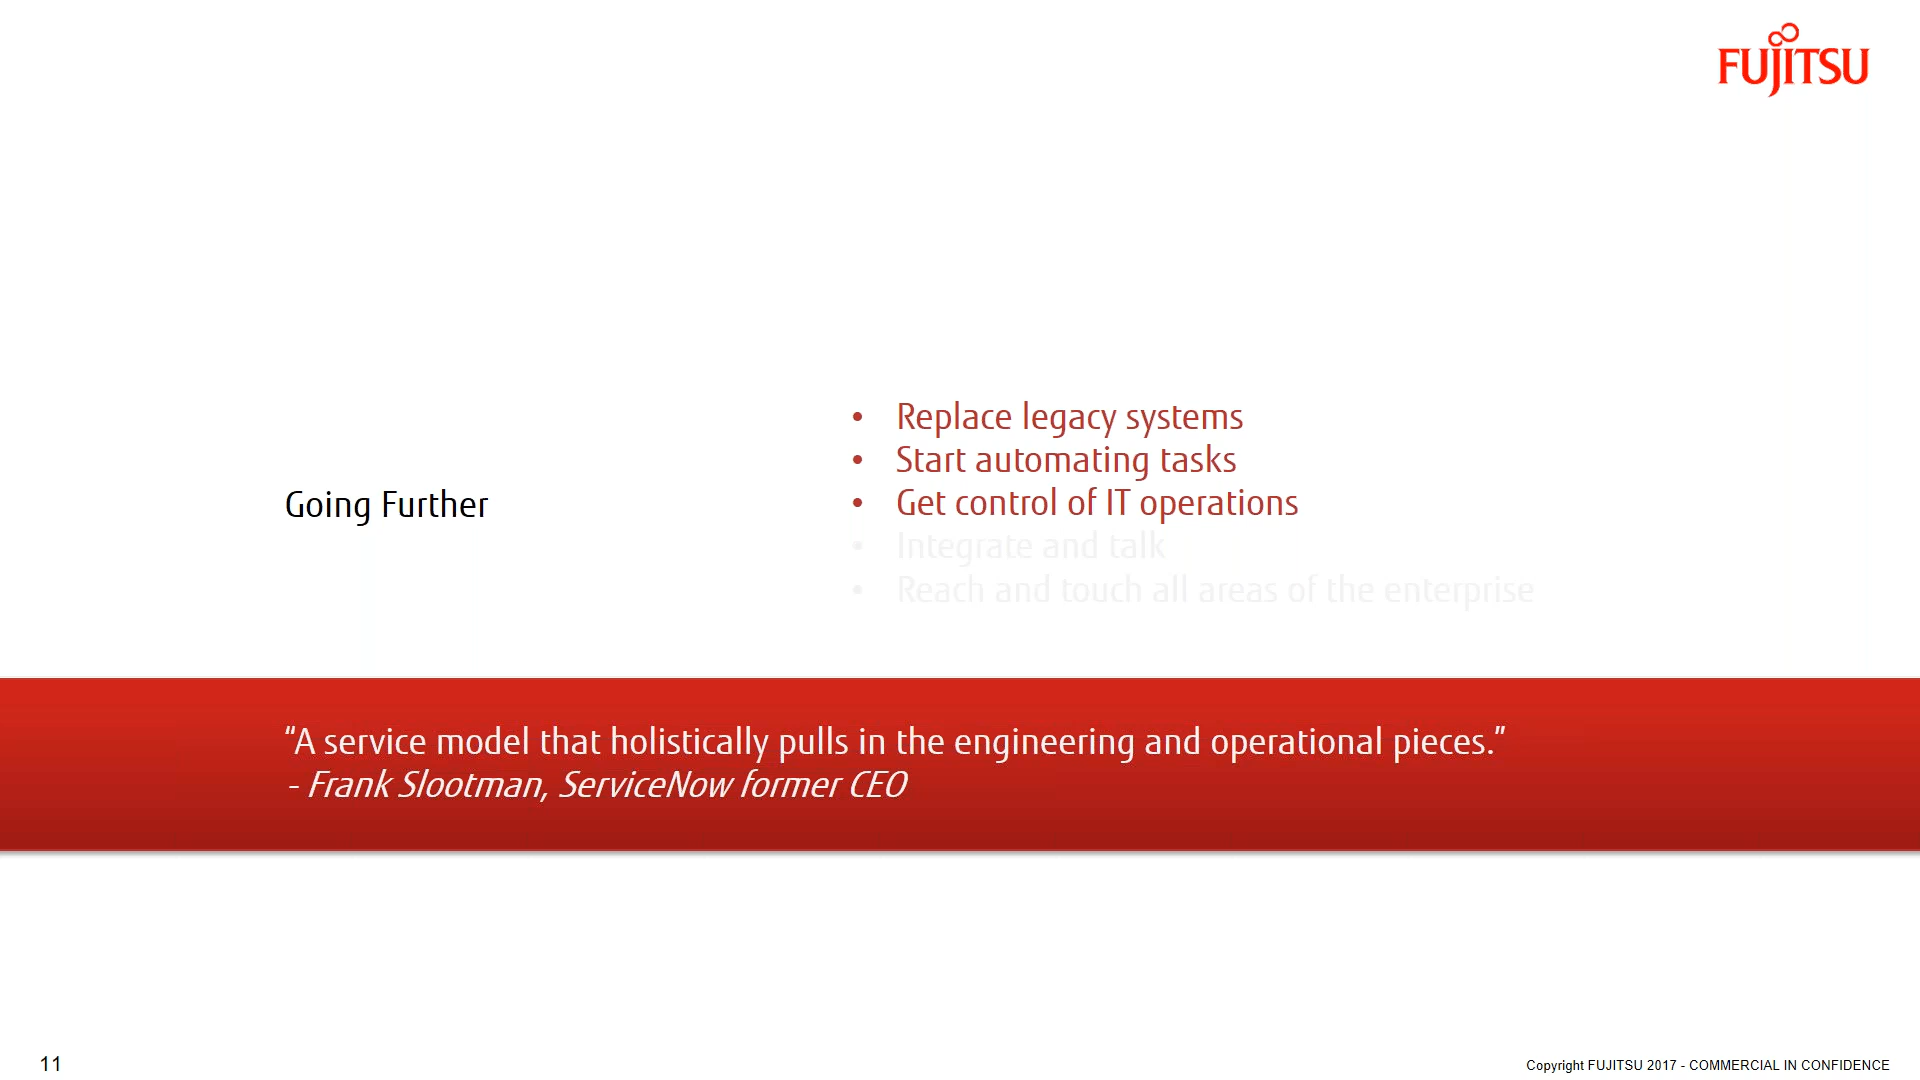 FUJITSU
• Replace legacy systems
• Start automating tasks
Going Further
• Get control of IT operations
• Integrate and talk
• Reach and touch all areas of the enterprise
“A service model that holistically pulls in the engineering and operational pieces.”
- Frank Slootman, ServiceNow former CEO
11
Copyright FUJITSU 2017 - COMMERCIAL IN CONFIDENCE